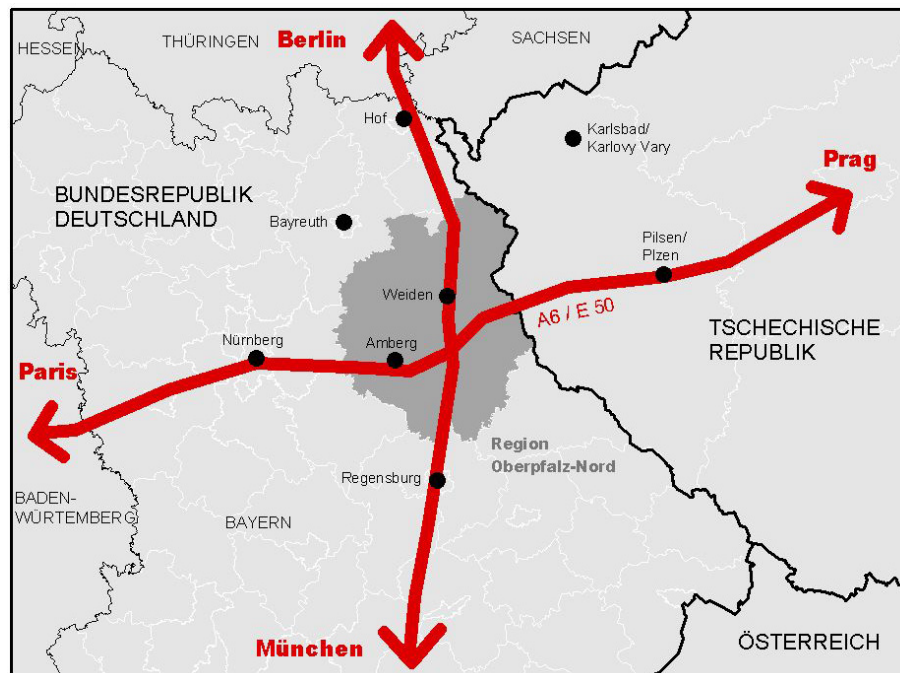 HESSEN
THÜRINGEN
Berlin
SACHSEN
Hof
Karlsbad/
Karlovy Vary
Prag
BUNDESREPUBLIK
DEUTSCHLAND
Bayreuth
Pilsen/
Plzen
Weiden
A6 / E 50
TSCHECHISCHE
REPUBLIK
Nürnberg
Amberg
Paris
Region
Oberpfalz-Nord
Regensburg
BADEN-
WÜRTEMBERG
BAYERN
München
ÖSTERREICH